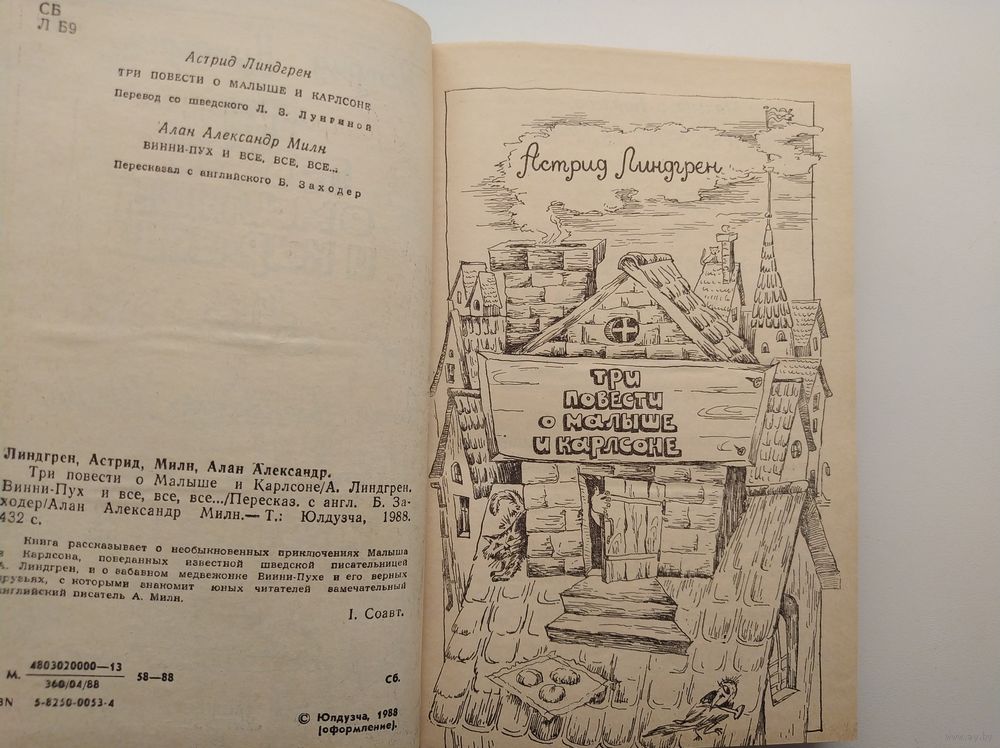 СБ
Л Б9
Астрид Линдгрен
ТРИ ПОВЕСТИ О МАЛЫШЕ И КАРЛСОНЕ
Перевод со шведского Л. З. Лунгиной
Алан Александр Милн
ВИННИ-ПУХ И ВСЕ, ВСЕ, ВСЕ...
Пересказал с английского Б. Заходер
Линдгрен, Астрид, Милн, Алан Александр.
Три повести о Малыше и Карлсоне/А. Линдгрен.
Винни-Пух и все, все, все.../Пересказ. с англ. Б. За-
ходер/Алан Александр Милн.— Т.: Юлдузча, 1988.
432 с.
Книга рассказывает о необыкновенных приключениях Малыша
и Карлсона, поведанных известной шведской писательницей
А. Линдгрен, и о забавном медвежонке Винни-Пухе и его верных
друзьях, с которыми знакомит юных читателей замечательный
английский писатель А. Милн.
I. Соавт.
М. 4803020000—13
360/04/88
58—88
Сб.
BN 5-8250-0053-4
© Юлдузча, 1988
[оформление].
Астрид Линдгрен
ТРИ
ПОВЕСТИ
О МАЛЫШЕ
И КАРЛСОНЕ
www.ay.by